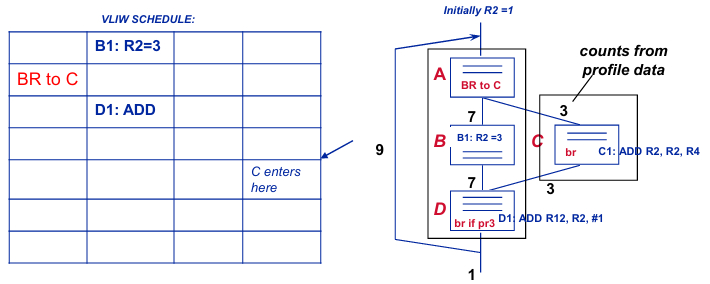 VLIW SCHEDULE:
B1: R2=3
BR to C
D1: ADD
C enters
here
Initially R2 =1
counts from
profile data
A
BR to C
3
7
9
B
B1: R2 =3
C
br
C1: ADD R2, R2, R4
7
3
D
br if pr3
D1: ADD R12, R2, #1
1